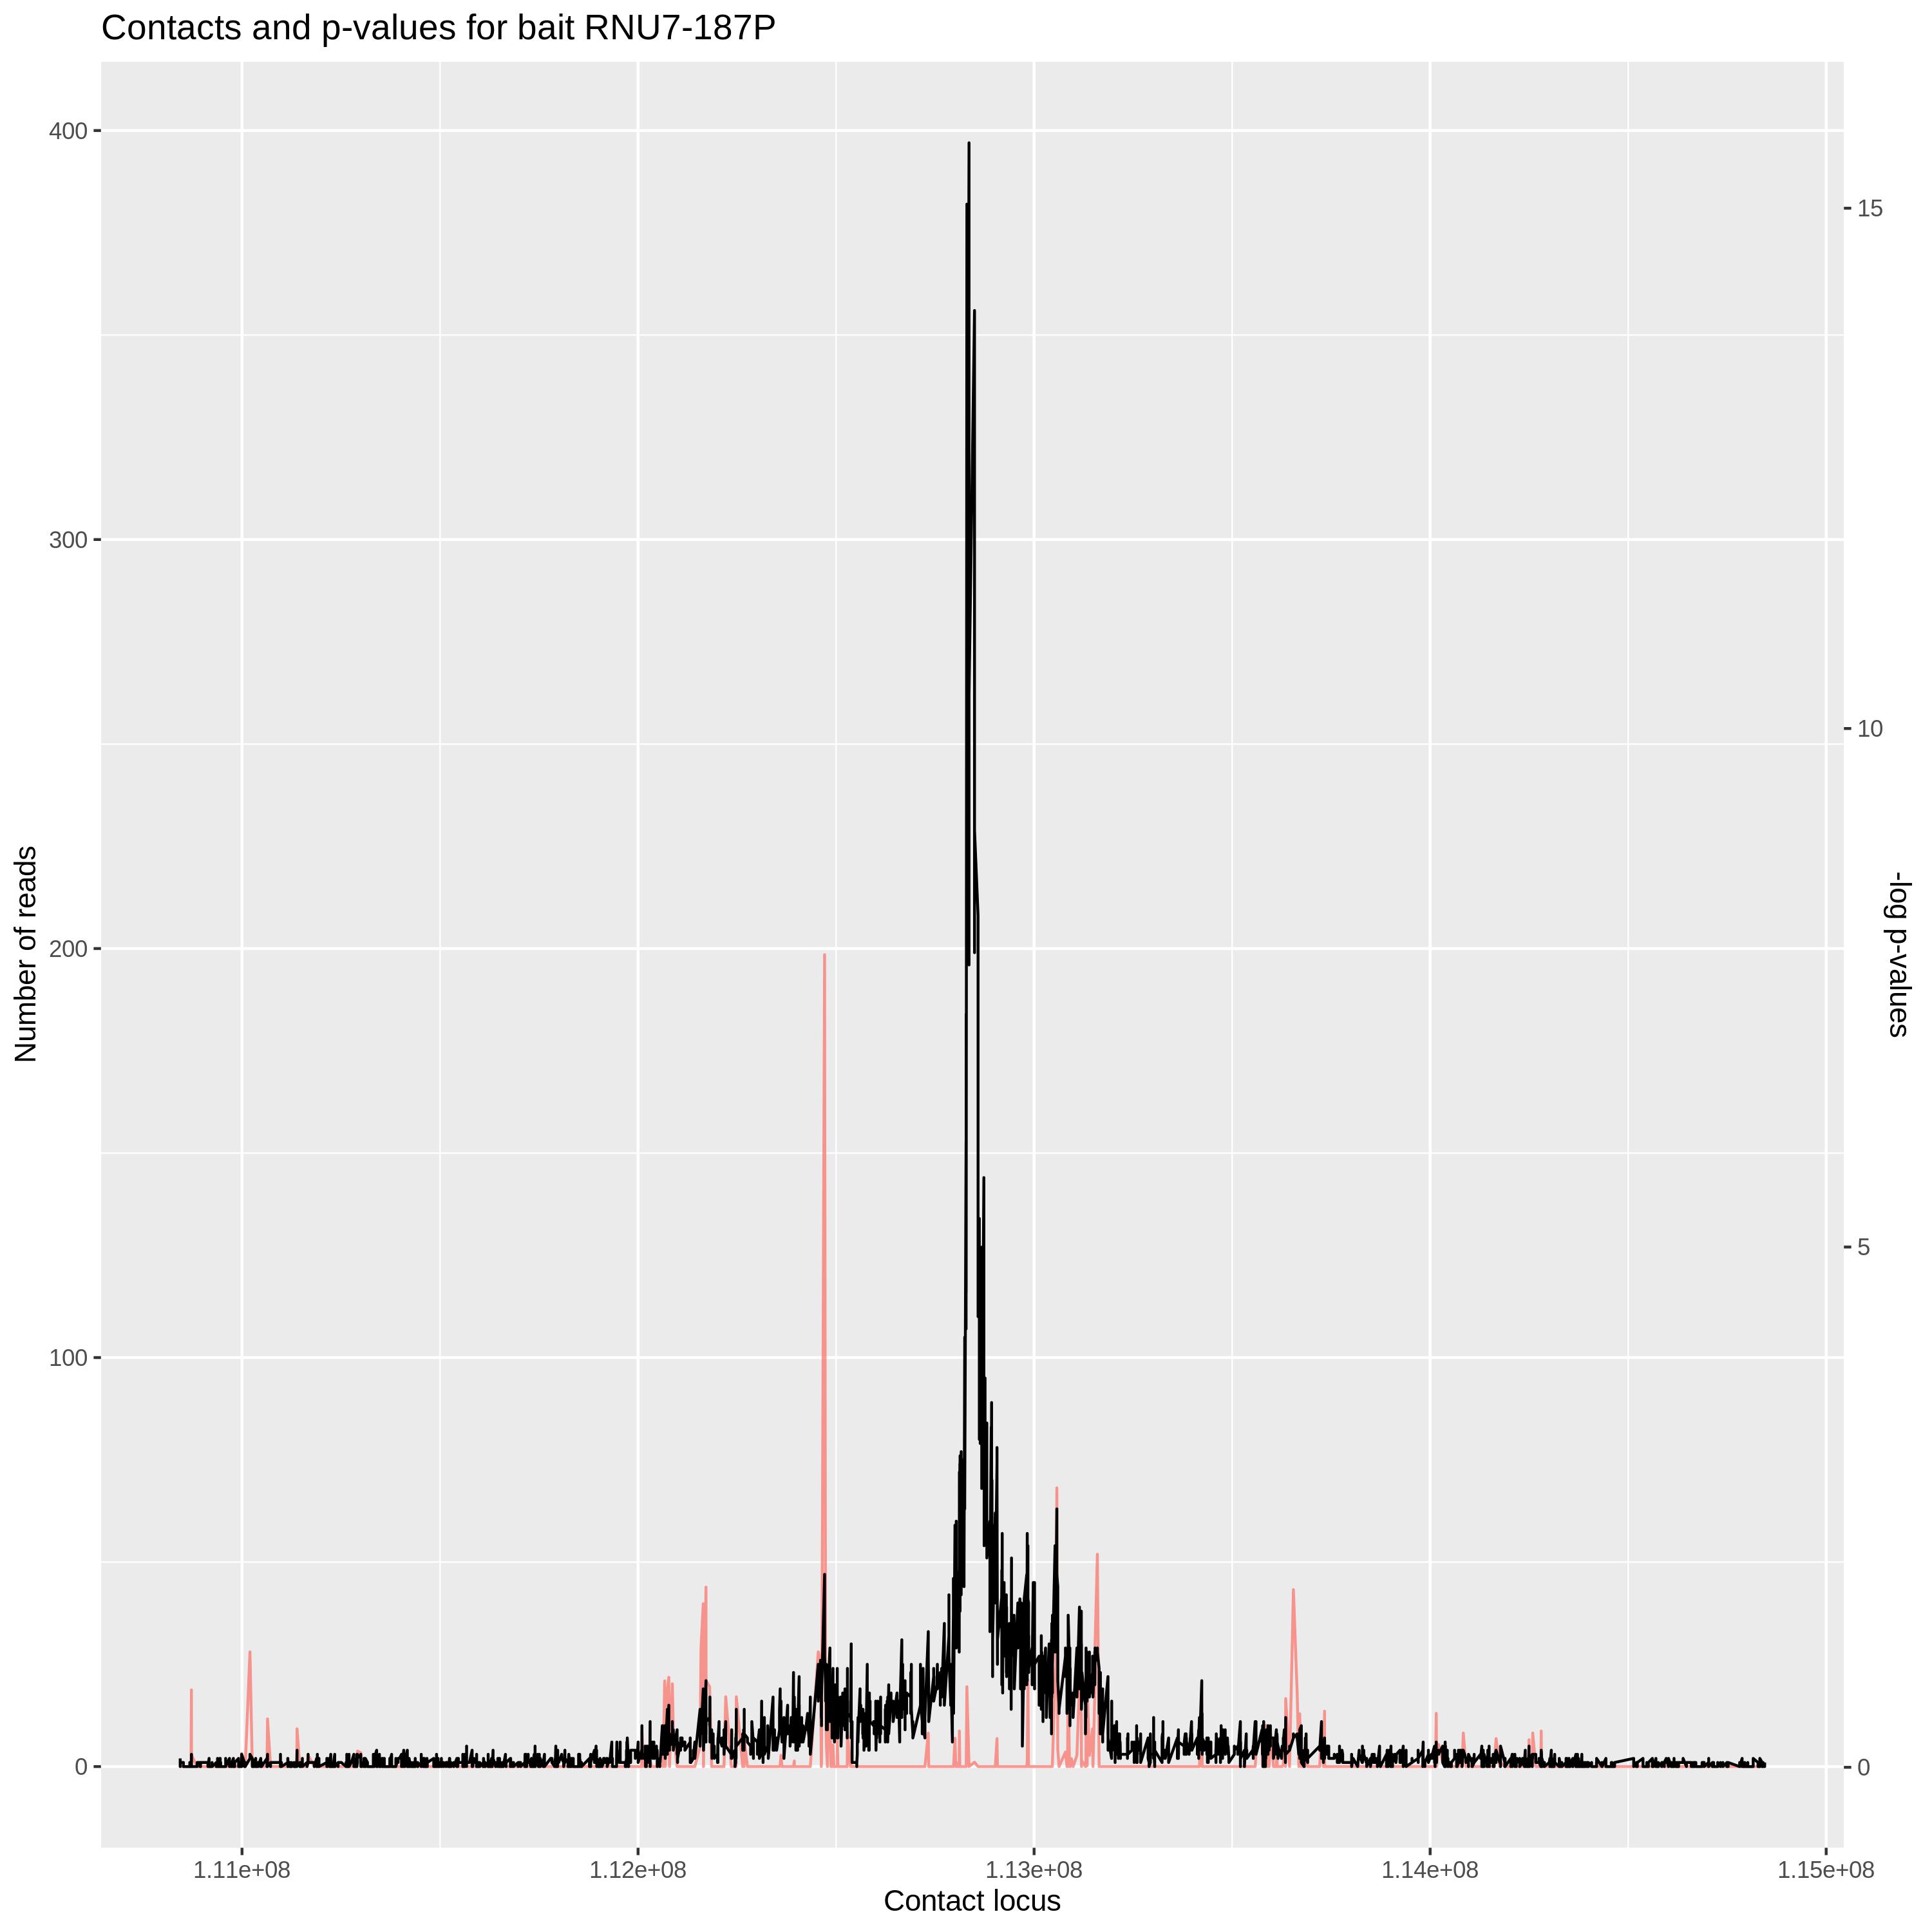 Contacts and p-values for bait RNU7-187P
400
300
200
100
0
Number of reads
15
10
5
0
-log p-values
1.11e+08
1.12e+08
1.13e+08
1.14e+08
1.15e+08
Contact locus